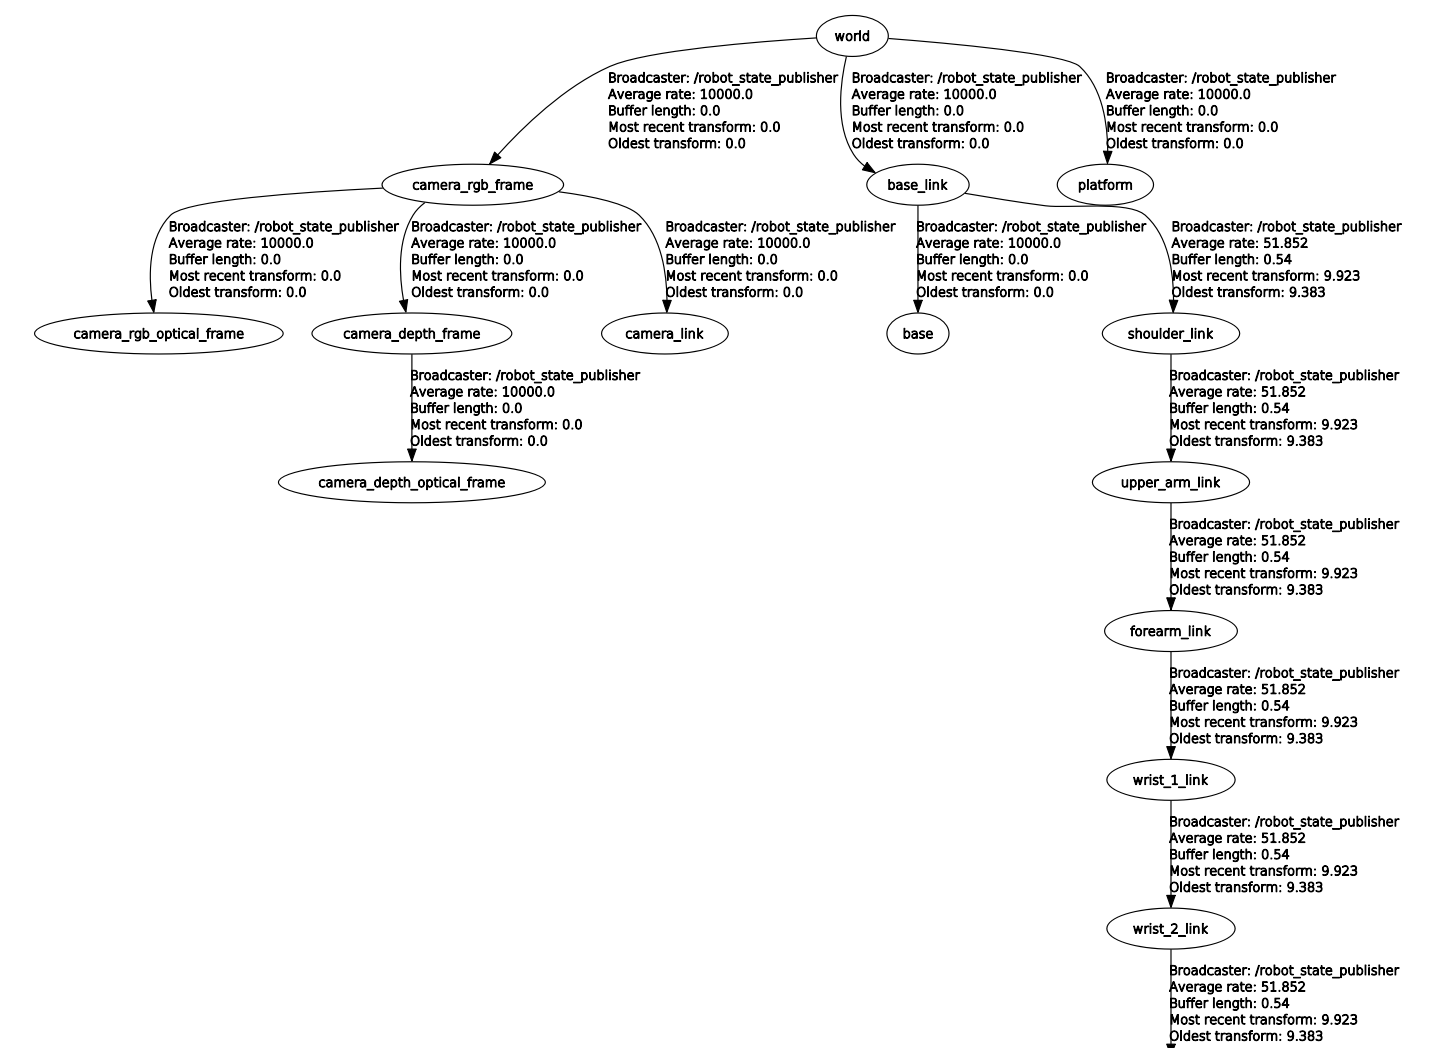 world
Broadcaster: /robot_state_publisher
Average rate: 10000.0
Buffer length: 0.0
Most recent transform: 0.0
Oldest transform: 0.0
Broadcaster: /robot_state_publisher
Average rate: 10000.0
Buffer length: 0.0
Most recent transform: 0.0
Oldest transform: 0.0
Broadcaster: /robot_state_publisher
Average rate: 10000.0
Buffer length: 0.0
Most recent transform: 0.0
Oldest transform: 0.0
camera_rgb_frame
base_link
platform
Broadcaster: /robot_state_publisher
Average rate: 10000.0
Buffer length: 0.0
Most recent transform: 0.0
Oldest transform: 0.0
Broadcaster: /robot_state_publisher
Average rate: 10000.0
Buffer length: 0.0
Most recent transform: 0.0
Oldest transform: 0.0
Broadcaster: /robot_state_publisher
Average rate: 10000.0
Buffer length: 0.0
Most recent transform: 0.0
Oldest transform: 0.0
Broadcaster: /robot_state_publisher
Average rate: 10000.0
Buffer length: 0.0
Most recent transform: 0.0
Oldest transform: 0.0
Broadcaster: /robot_state_publisher
Average rate: 51.852
Buffer length: 0.54
Most recent transform: 9.923
Oldest transform: 9.383
camera_rgb_optical_frame
camera_depth_frame
camera_link
base
shoulder_link
Broadcaster: /robot_state_publisher
Average rate: 10000.0
Buffer length: 0.0
Most recent transform: 0.0
Oldest transform: 0.0
Broadcaster: /robot_state_publisher
Average rate: 51.852
Buffer length: 0.54
Most recent transform: 9.923
Oldest transform: 9.383
camera_depth_optical_frame
upper_arm_link
Broadcaster: /robot_state_publisher
Average rate: 51.852
Buffer length: 0.54
Most recent transform: 9.923
Oldest transform: 9.383
forearm_link
Broadcaster: /robot_state_publisher
Average rate: 51.852
Buffer length: 0.54
Most recent transform: 9.923
Oldest transform: 9.383
wrist_1_link
Broadcaster: /robot_state_publisher
Average rate: 51.852
Buffer length: 0.54
Most recent transform: 9.923
Oldest transform: 9.383
wrist_2_link
Broadcaster: /robot_state_publisher
Average rate: 51.852
Buffer length: 0.54
Most recent transform: 9.923
Oldest transform: 9.383